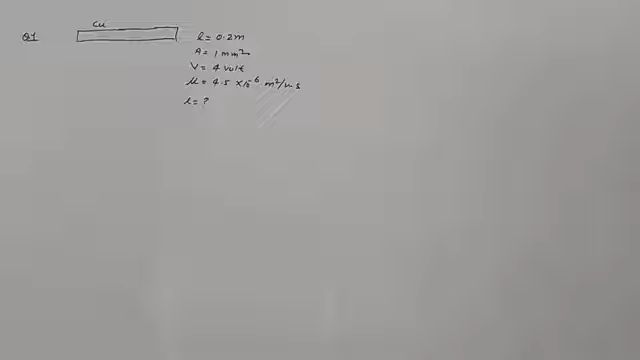 Cu
Q1
l = 0.2m
A = 1 mm²
V = 4 volt
μ = 4.5 × 10⁻⁶ m²/v s
i = ?